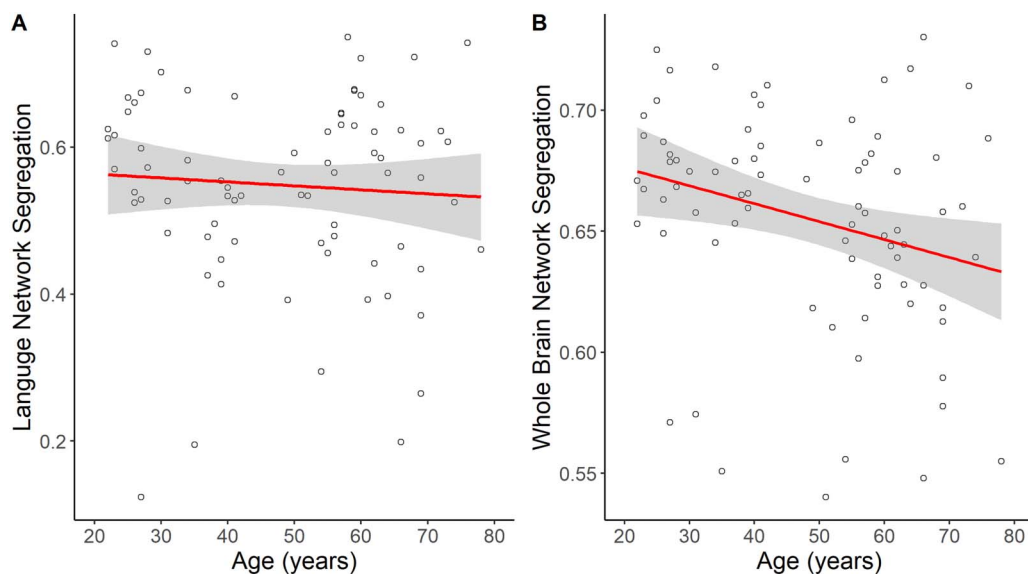 A
Languge Network Segregation
0.6
0.4
0.2
20 30 40 50 60 70 80
Age (years)
B
Whole Brain Network Segregation
0.70
0.65
0.60
0.55
20 30 40 50 60 70 80
Age (years)